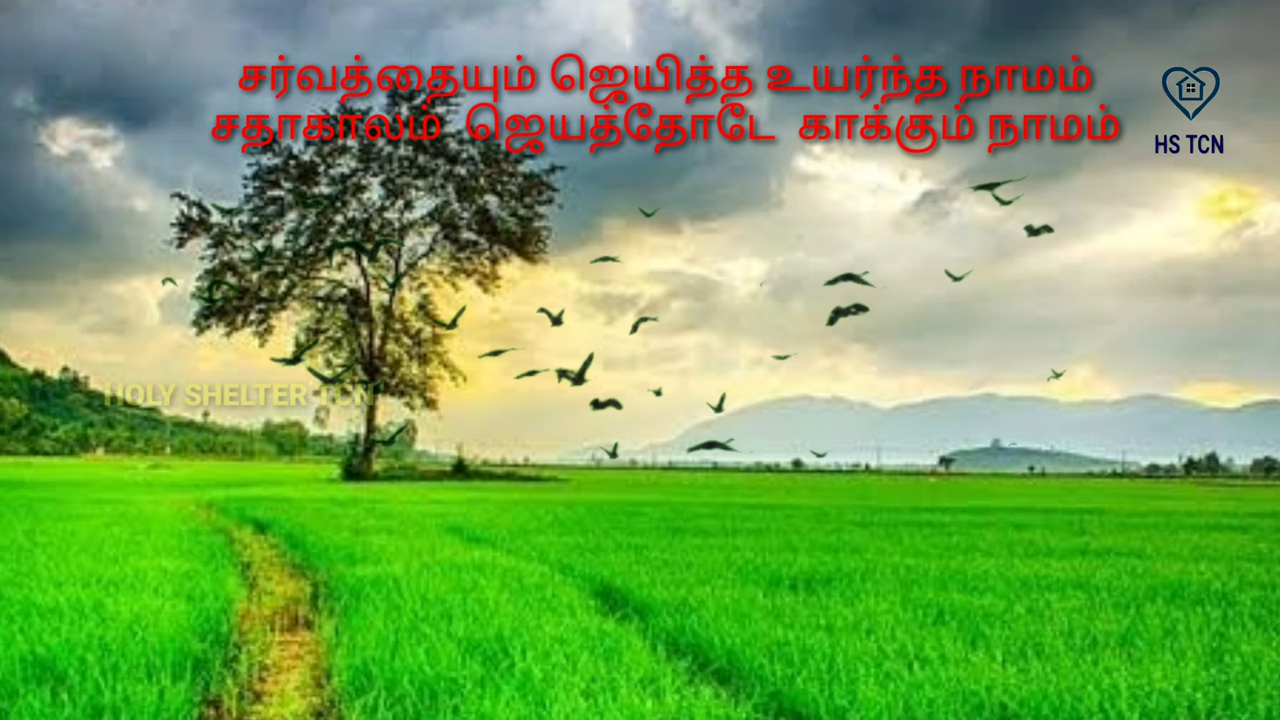 சர்வத்தையும் ஜெயித்த உயர்ந்த நாமம்
சதாகாலம் ஜெயத்தோடே காக்கும் நாமம்
HS TCN
HOLY SHELTER TCN